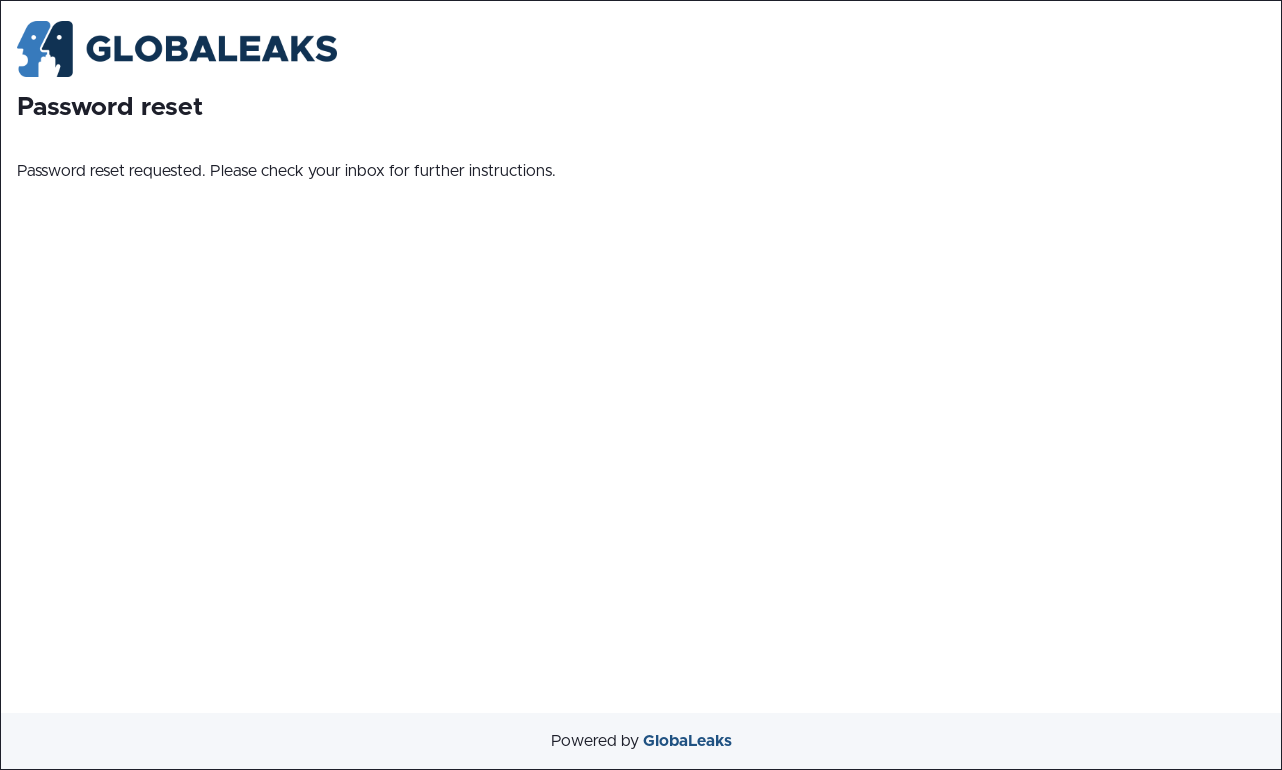 GLOBALEAKS
Password reset
Password reset requested. Please check your inbox for further instructions.
Powered by GlobaLeaks